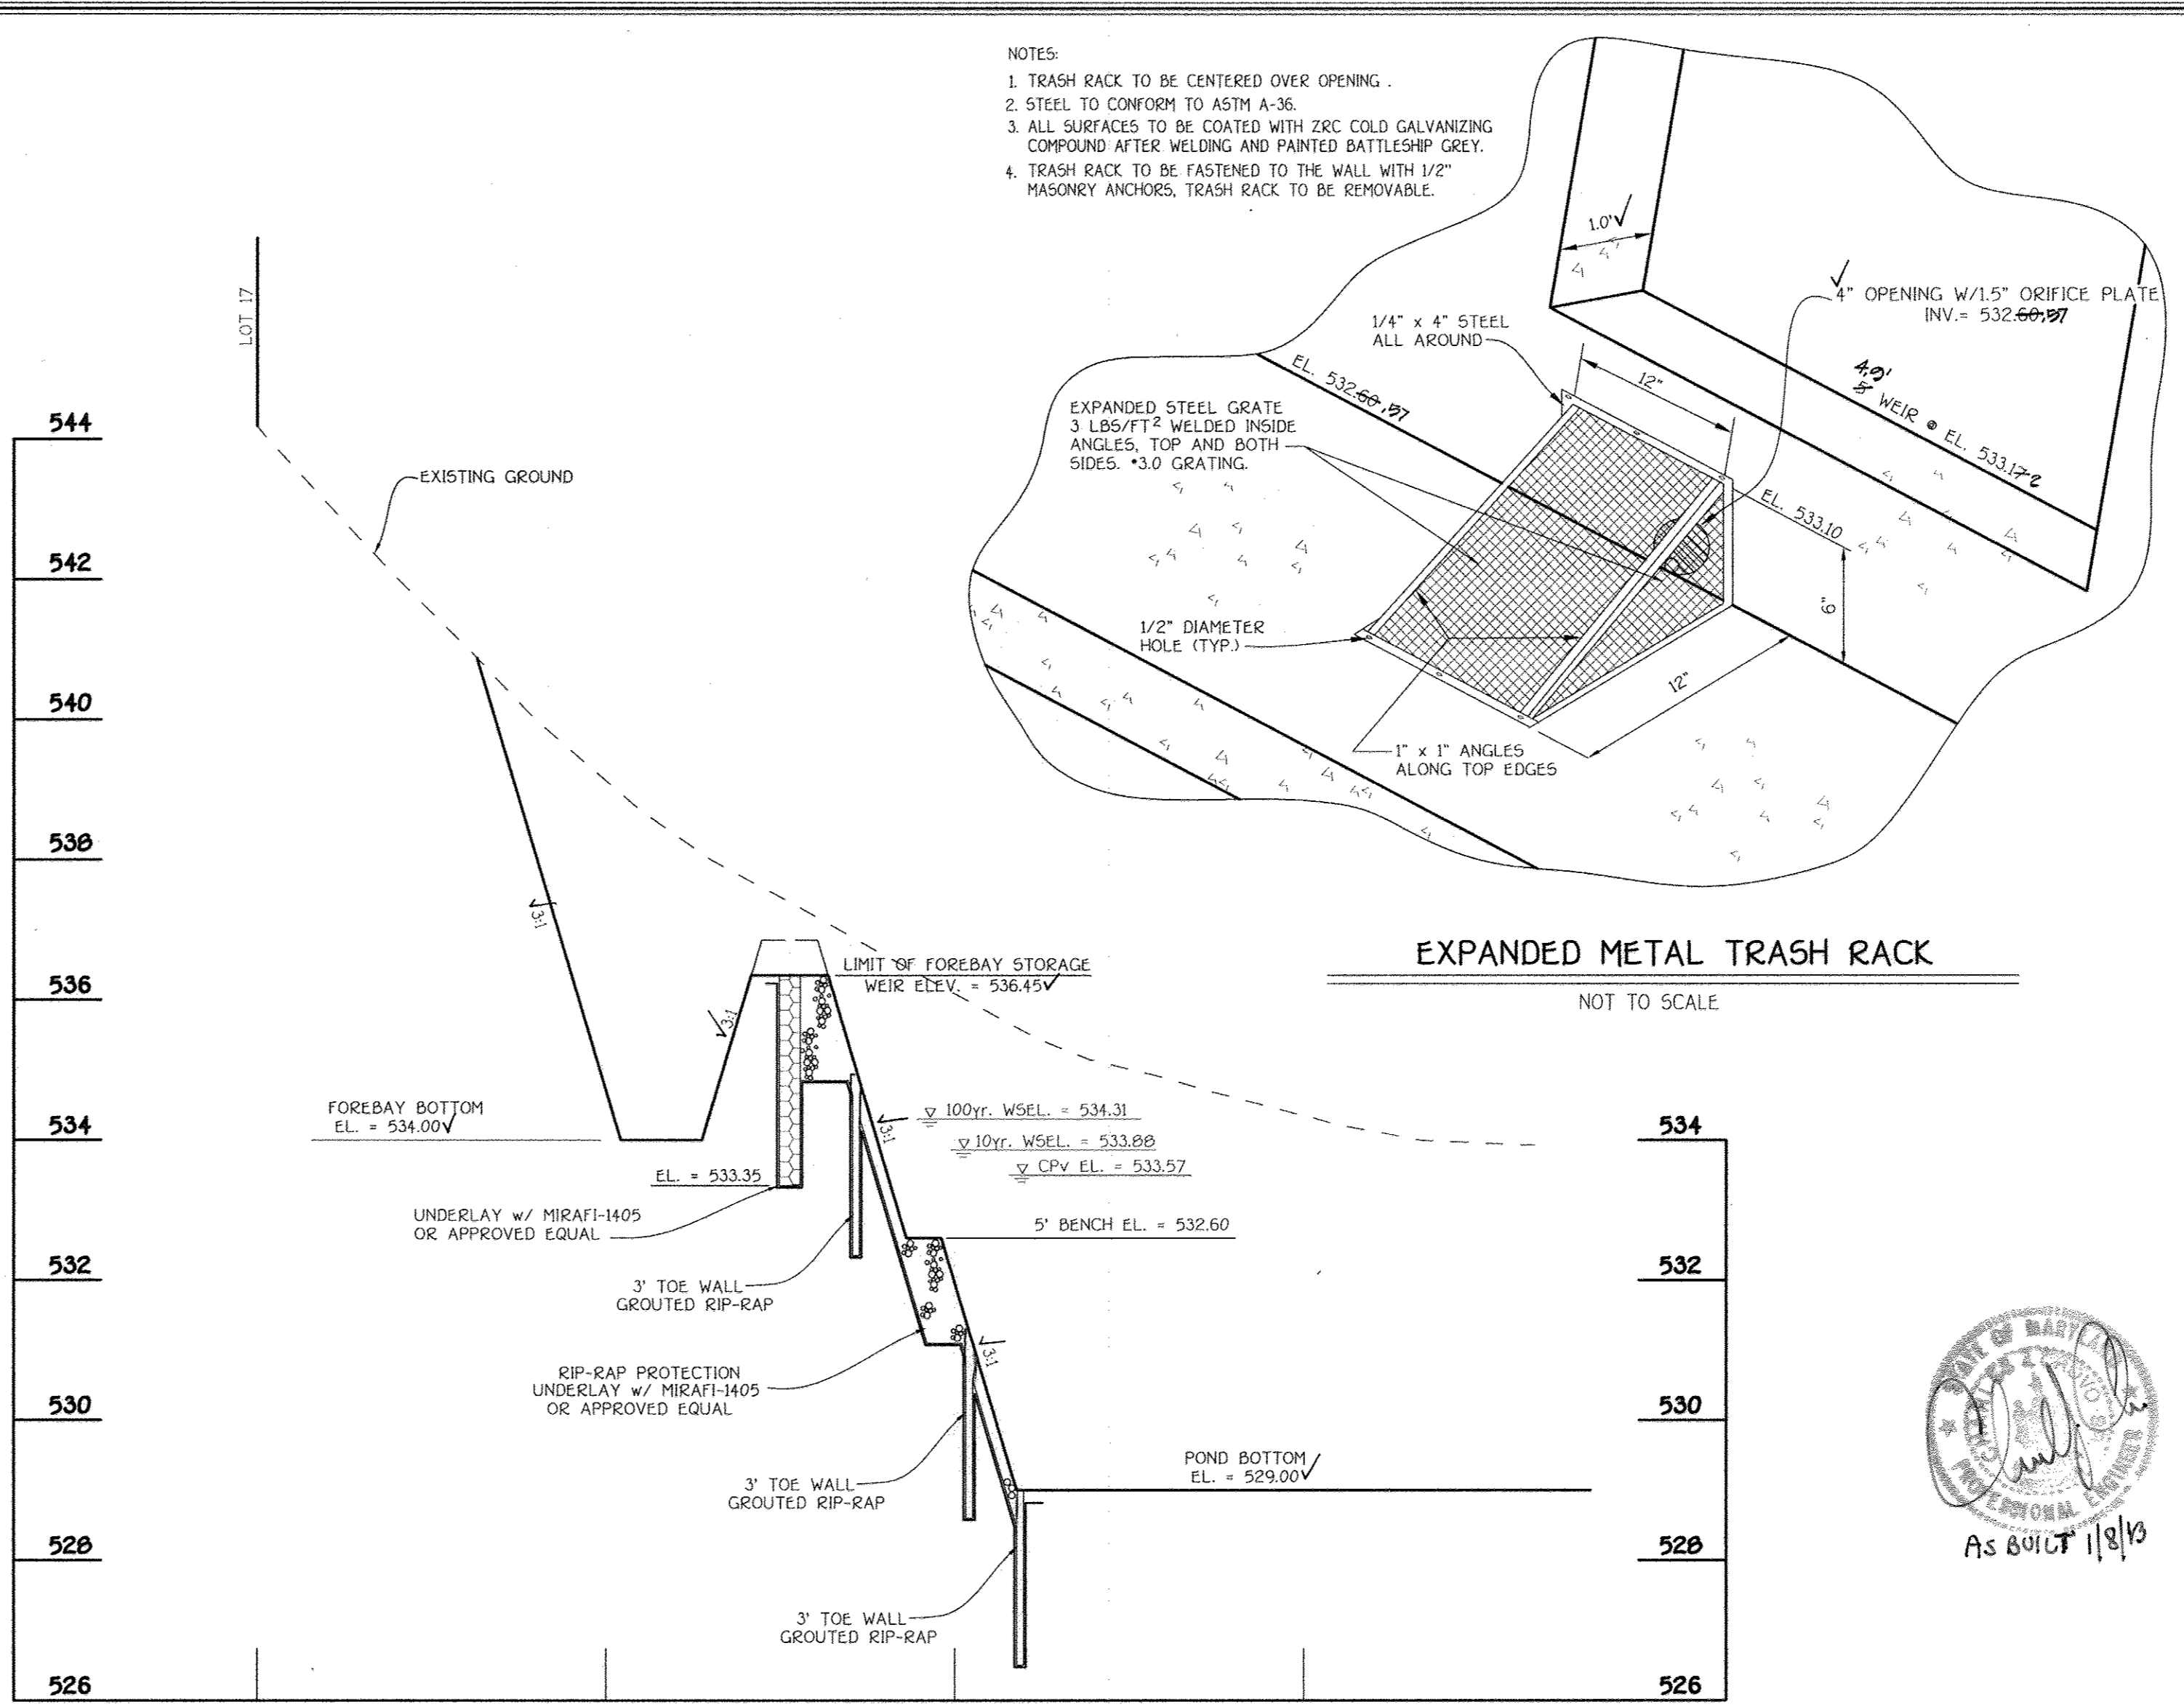 NOTES:
1. TRASH RACK TO BE CENTERED OVER OPENING .
2. STEEL TO CONFORM TO ASTM A-36.
3. ALL SURFACES TO BE COATED WITH ZRC COLD GALVANIZING
COMPOUND AFTER WELDING AND PAINTED BATTLESHIP GREY.
4. TRASH RACK TO BE FASTENED TO THE WALL WITH 1/2"
MASONRY ANCHORS, TRASH RACK TO BE REMOVABLE.
1.0'✓
✓
4" OPENING W/1.5" ORIFICE PLATE
INV.= 532.60 .57
1/4" x 4" STEEL
ALL AROUND
EL. 532.60 .57
12"
4.9'
5' WEIR @ EL. 533.17 2
EXPANDED STEEL GRATE
3 LBS/FT² WELDED INSIDE
ANGLES, TOP AND BOTH
SIDES. *3.0 GRATING.
EL. 533.10
6"
1/2" DIAMETER
HOLE (TYP.)
12"
1" x 1" ANGLES
ALONG TOP EDGES
EXPANDED METAL TRASH RACK
NOT TO SCALE
LOT 17
544
EXISTING GROUND
542
540
538
3:1
536
LIMIT OF FOREBAY STORAGE
WEIR ELEV. = 536.45✓
3:1
FOREBAY BOTTOM
EL. = 534.00✓
534
100yr. WSEL. = 534.31
3:1
10yr. WSEL. = 533.88
CPv EL. = 533.57
534
EL. = 533.35
UNDERLAY w/ MIRAFI-1405
OR APPROVED EQUAL
5' BENCH EL. = 532.60
532
532
3' TOE WALL
GROUTED RIP-RAP
3:1
RIP-RAP PROTECTION
UNDERLAY w/ MIRAFI-1405
OR APPROVED EQUAL
530
530
POND BOTTOM
EL. = 529.00✓
3' TOE WALL
GROUTED RIP-RAP
528
528
3' TOE WALL
GROUTED RIP-RAP
526
526
STATE OF MARYLAND
PROFESSIONAL ENGINEER
AS BUILT 1/8/13